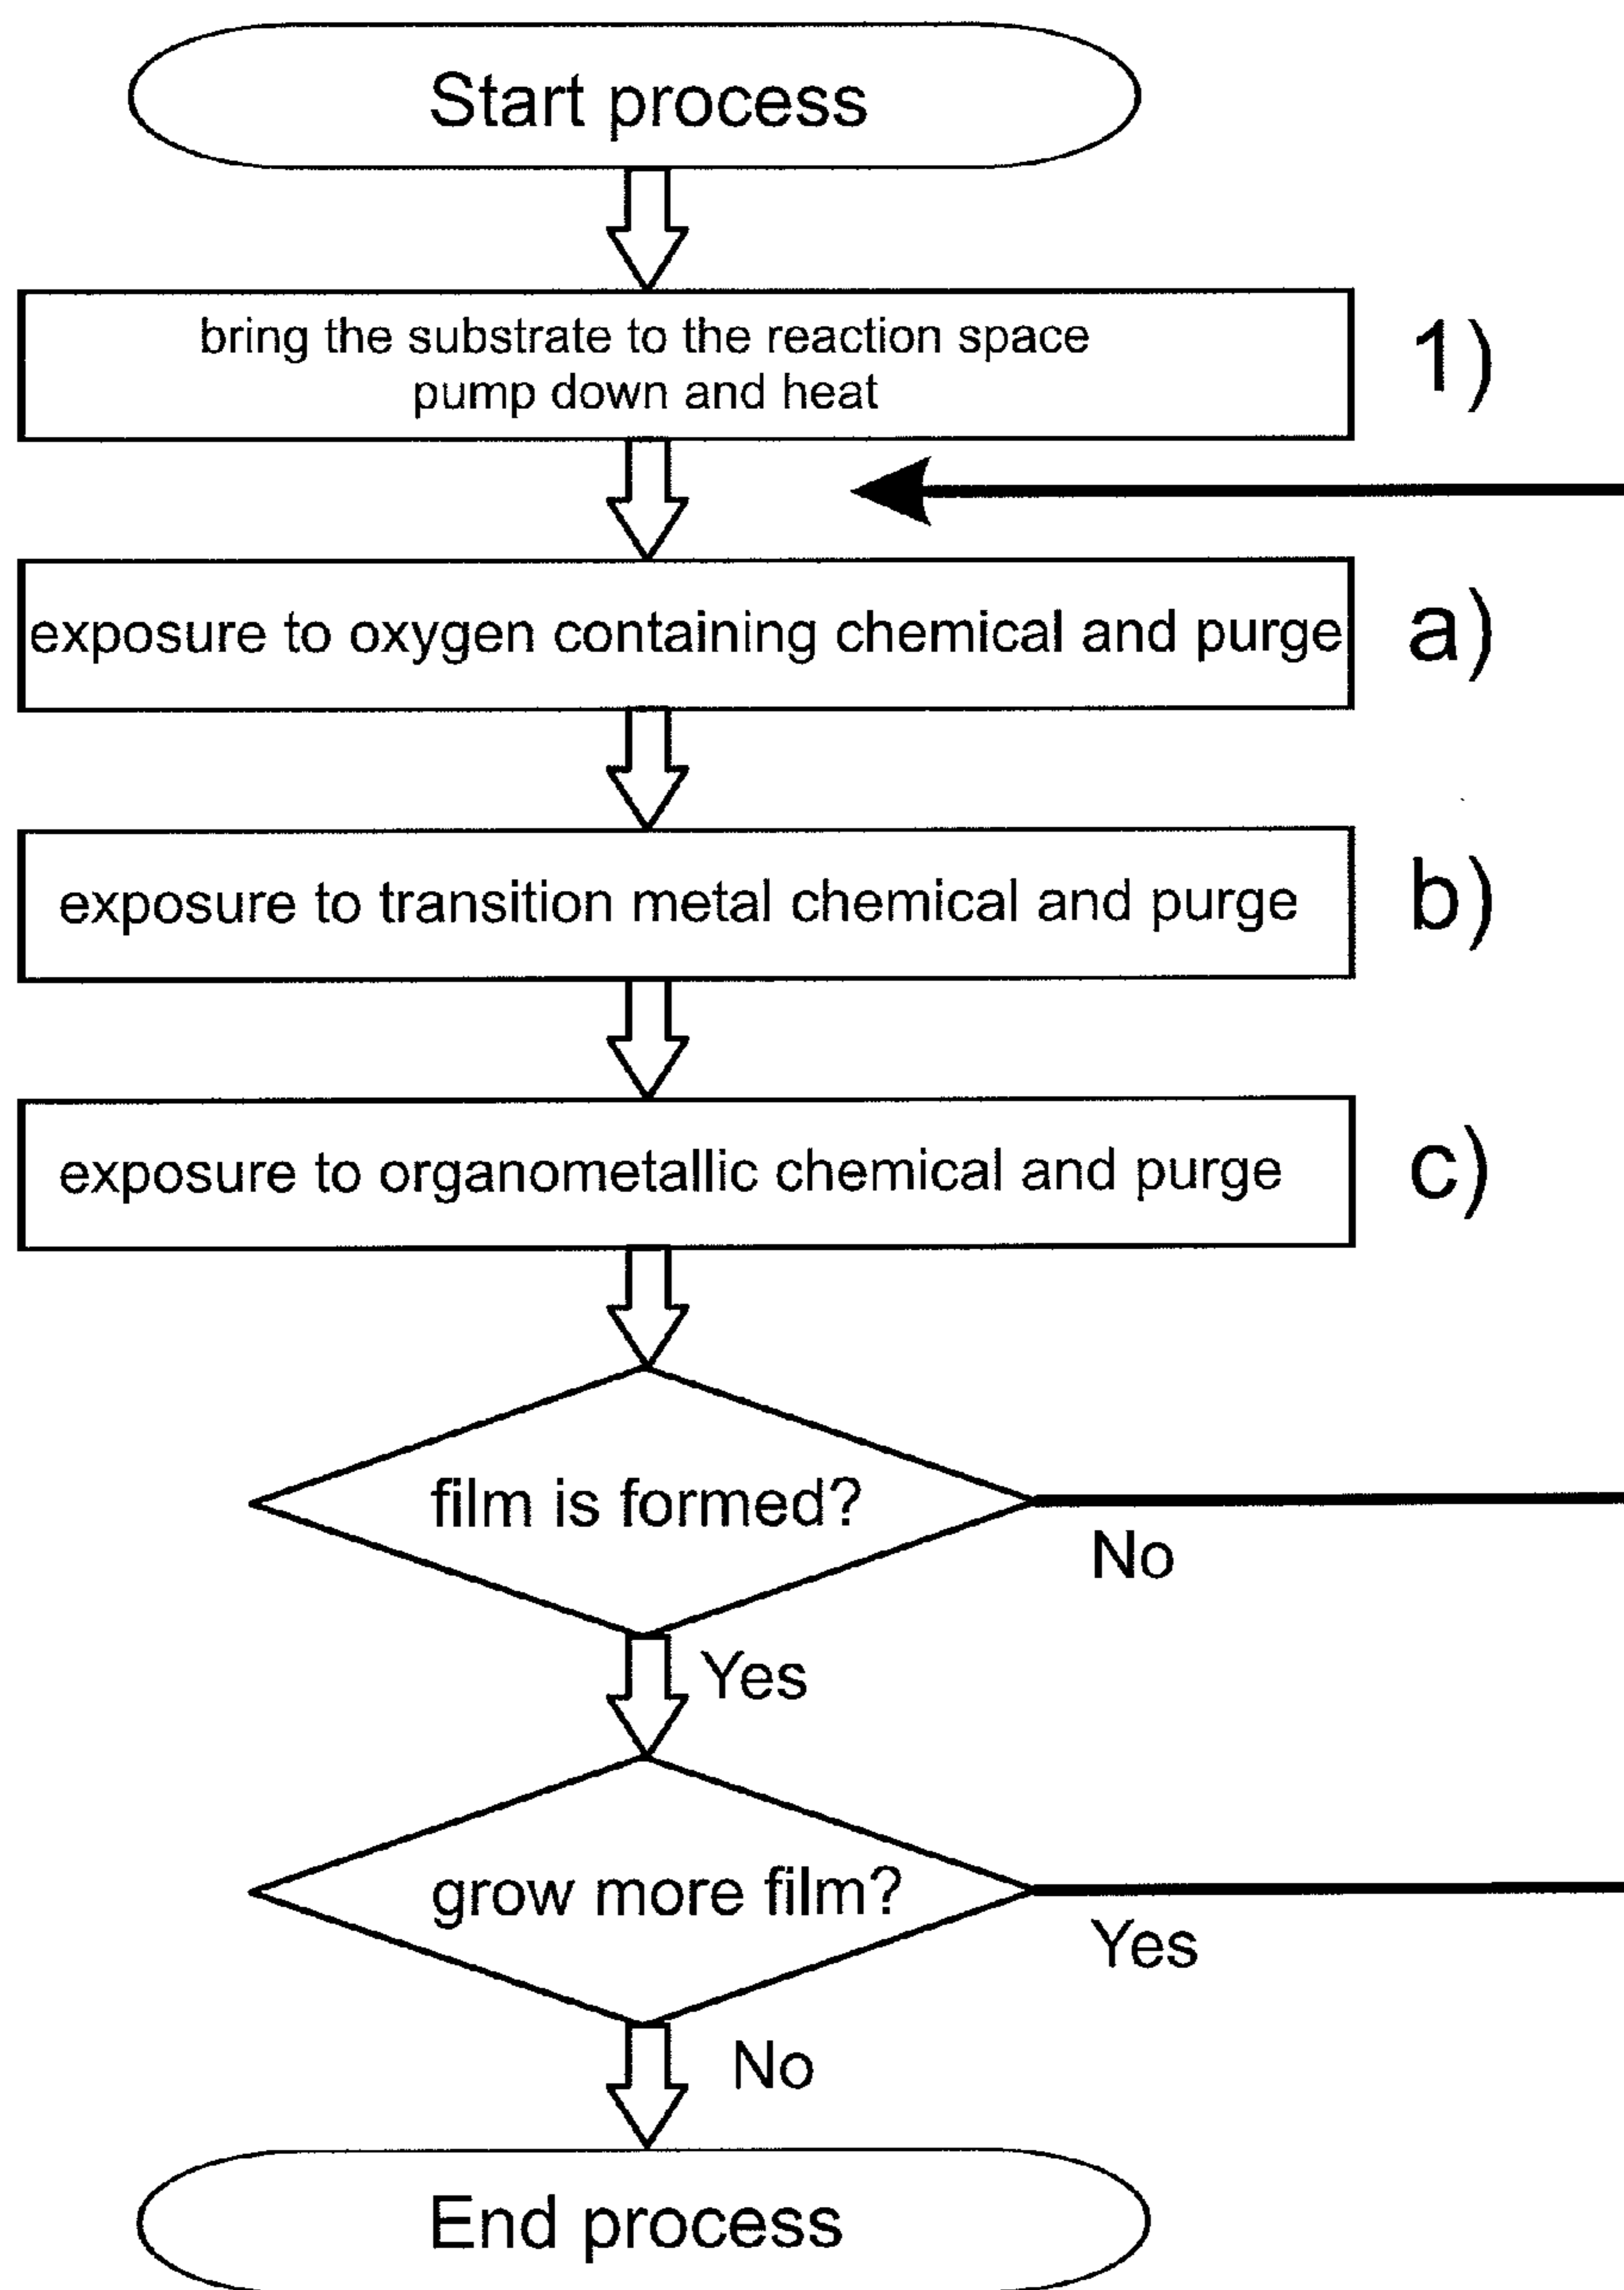 Start process
bring the substrate to the reaction space
pump down and heat
1)
exposure to oxygen containing chemical and purge
a)
exposure to transition metal chemical and purge
b)
exposure to organometallic chemical and purge
c)
film is formed?
No
Yes
grow more film?
Yes
No
End process